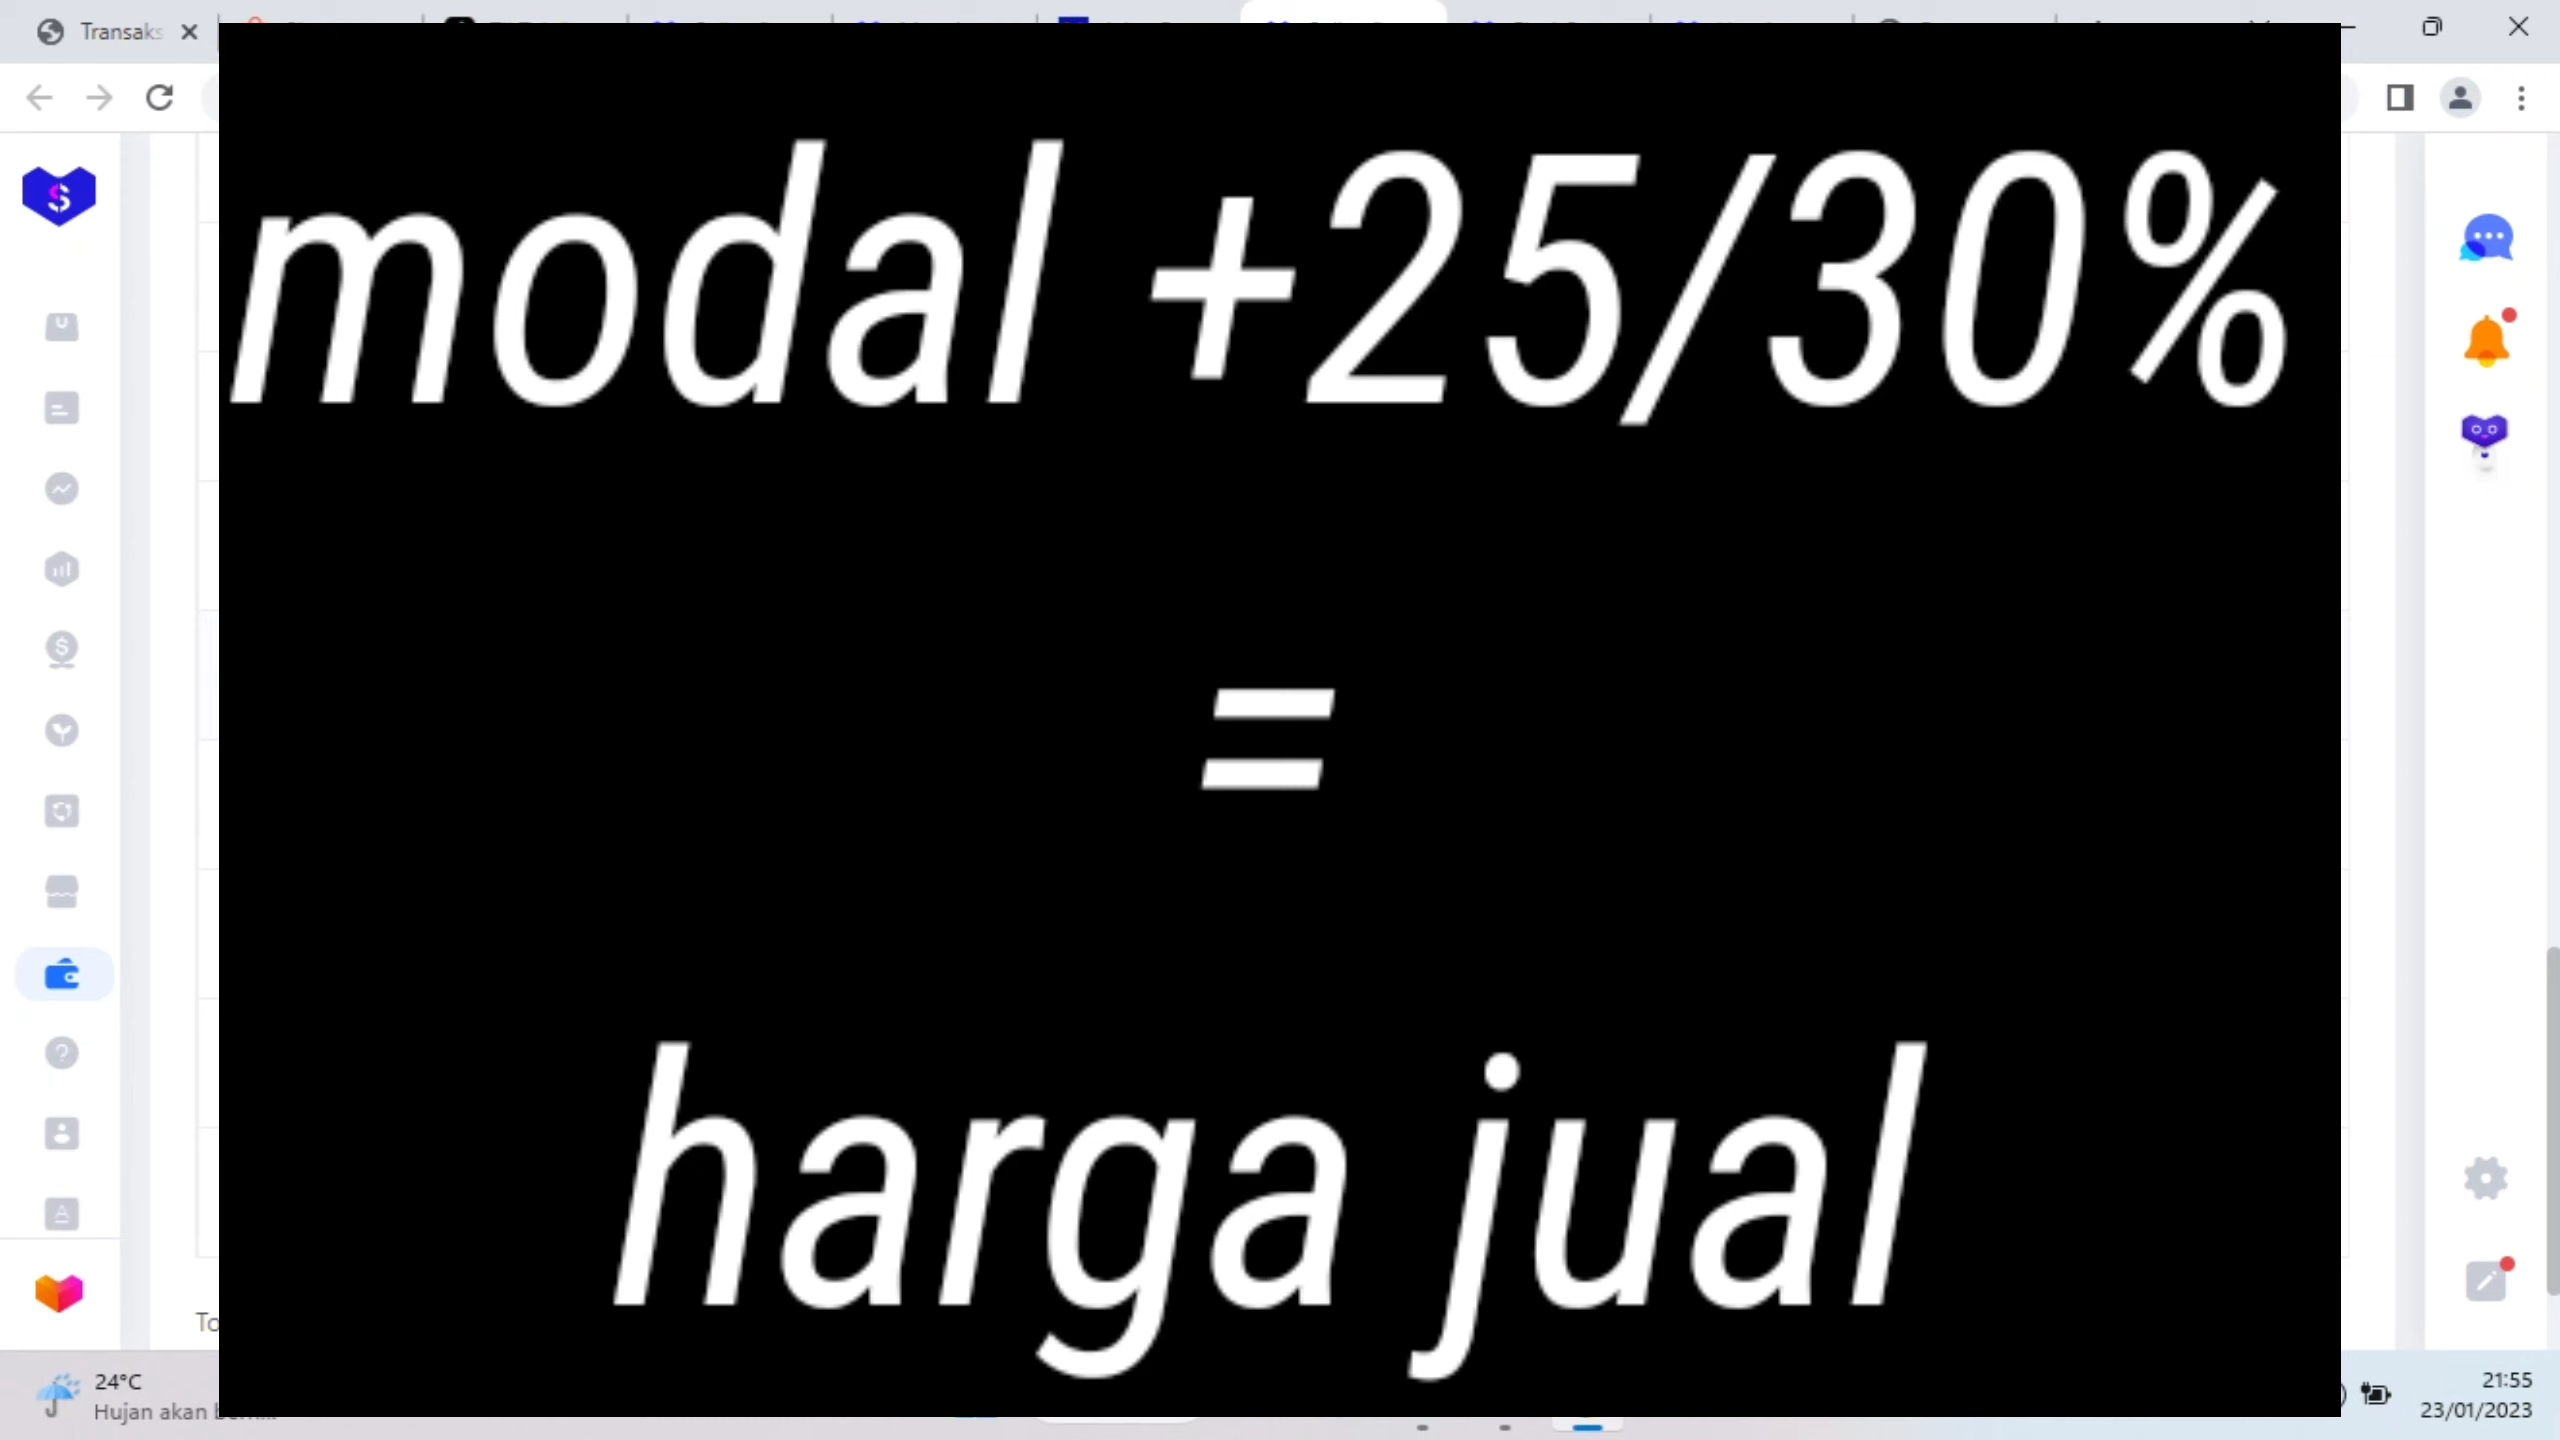 Transaks
modal +25/30%
=
harga jual
To
24°C
Hujan akan
21:55
23/01/2023